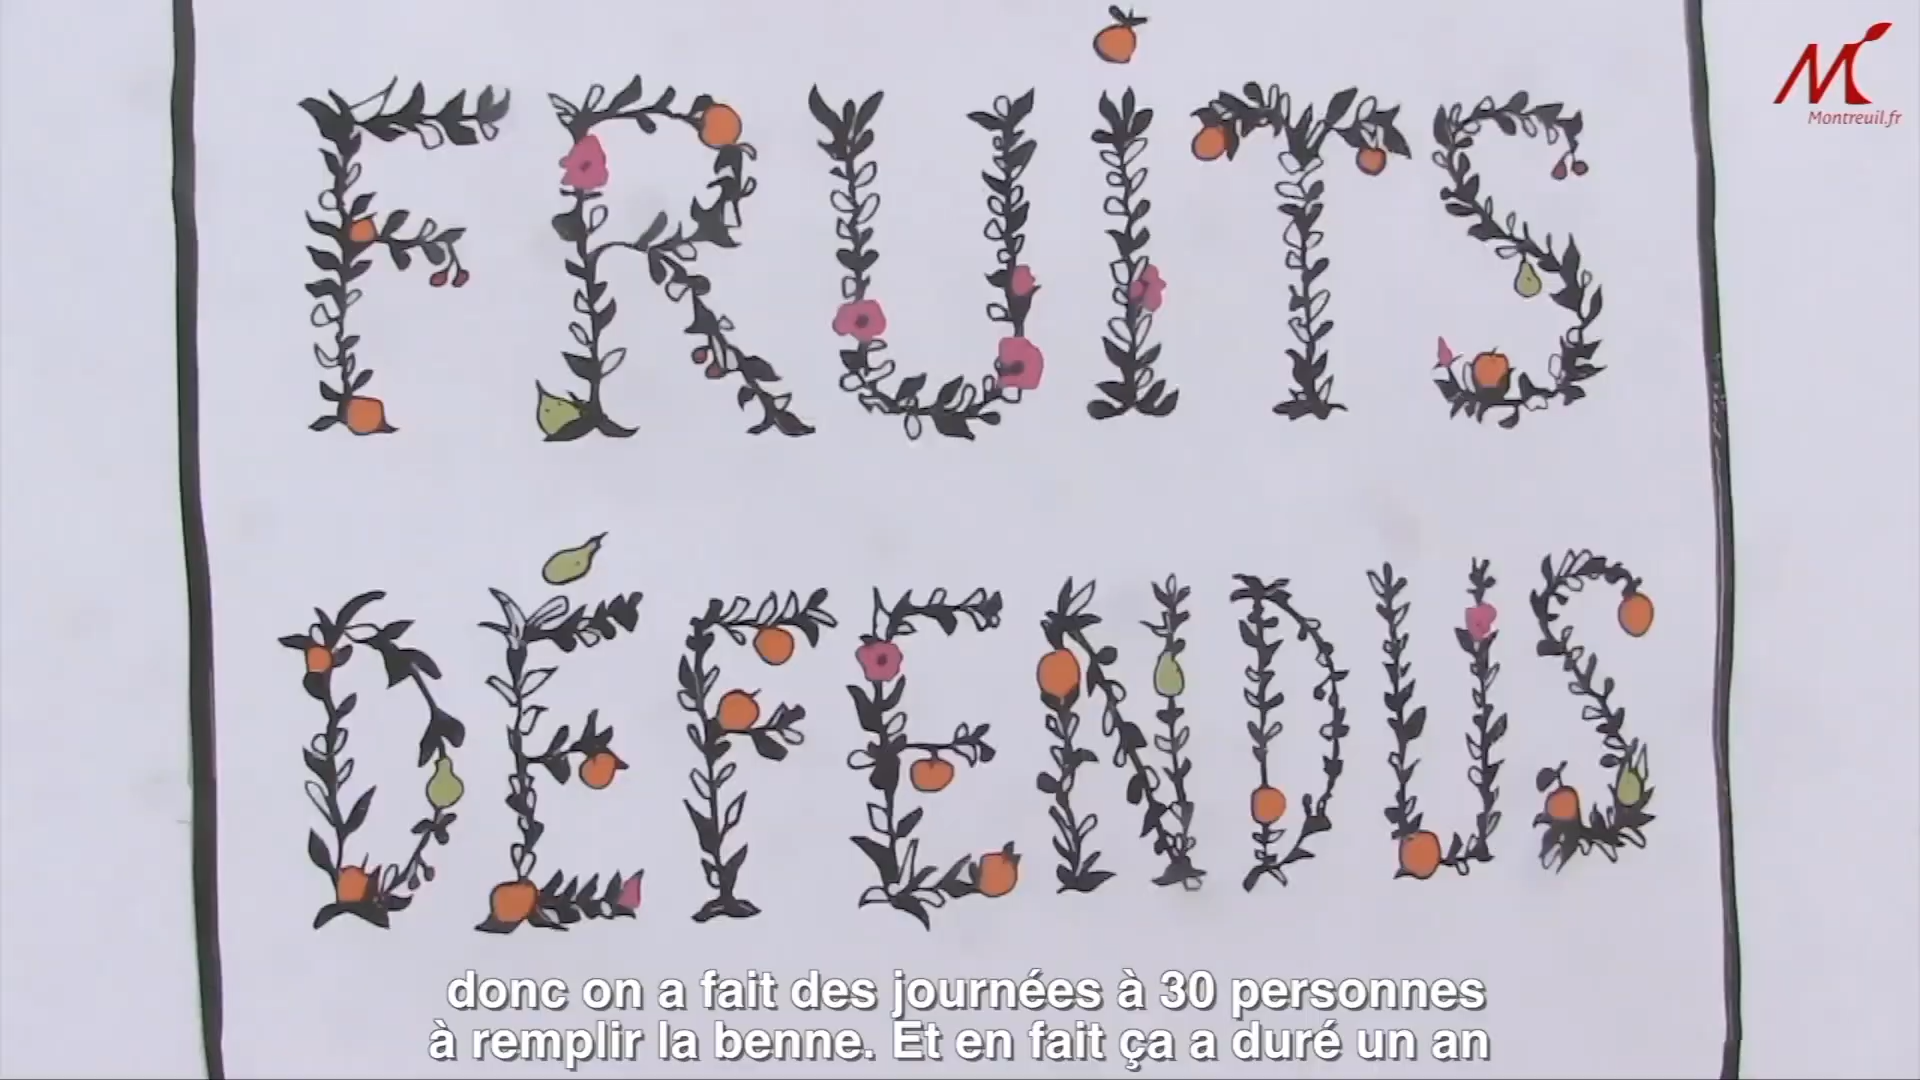 Montreuil.fr
FRUiTS
DÉFENDUS
donc on a fait des journées à 30 personnes
à remplir la benne. Et en fait ça a duré un an